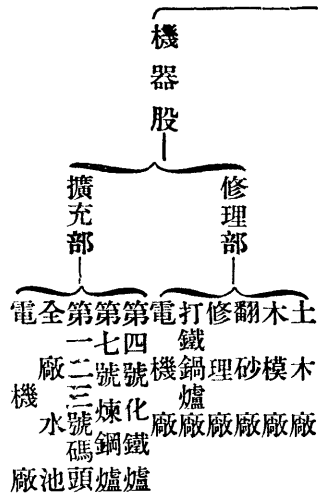 機器股
修理部
土木廠
木模廠
翻砂廠
修理廠
打鐵鍋爐廠
電機廠
擴充部
第四號化鐵爐
第七號煉鋼爐
第一二三號碼頭
全廠水池
電機廠